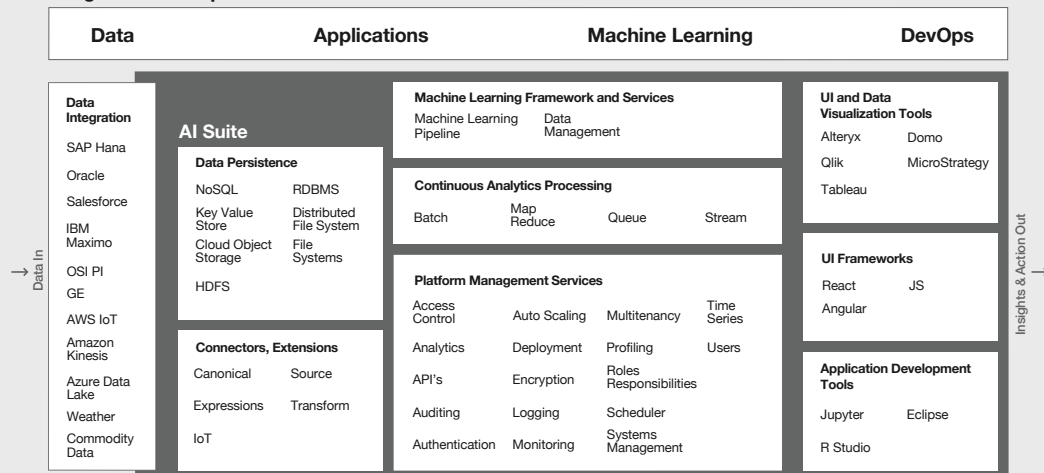 Data
Applications
Machine Learning
DevOps
Data In
Data
Integration
SAP Hana
Oracle
Salesforce
IBM
Maximo
OSI PI
GE
AWS IoT
Amazon
Kinesis
Azure Data
Lake
Weather
Commodity
Data
AI Suite
Data Persistence
NoSQL
RDBMS
Key Value
Store
Distributed
File System
Cloud Object
Storage
File
Systems
HDFS
Connectors, Extensions
Canonical
Source
Expressions
Transform
IoT
Machine Learning Framework and Services
Machine Learning
Pipeline
Data
Management
Continuous Analytics Processing
Batch
Map
Reduce
Queue
Stream
Platform Management Services
Access
Control
Auto Scaling
Multitenancy
Time
Series
Analytics
Deployment
Profiling
Users
API's
Encryption
Roles
Responsibilities
Auditing
Logging
Scheduler
Authentication
Monitoring
Systems
Management
UI and Data
Visualization Tools
Alteryx
Domo
Qlik
MicroStrategy
Tableau
UI Frameworks
React
JS
Angular
Application Development
Tools
Jupyter
Eclipse
R Studio
Insights & Action Out